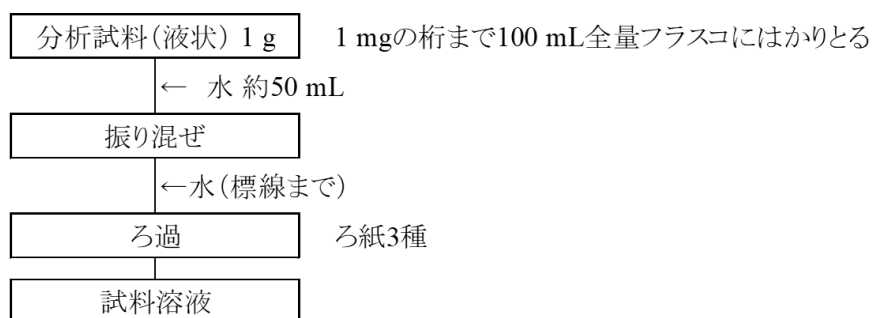 分析試料（液状） 1 g　1 mgの桁まで100 mL全量フラスコにはかりとる
← 水 約50 mL
振り混ぜ
←水（標線まで）
ろ過　ろ紙3種
試料溶液